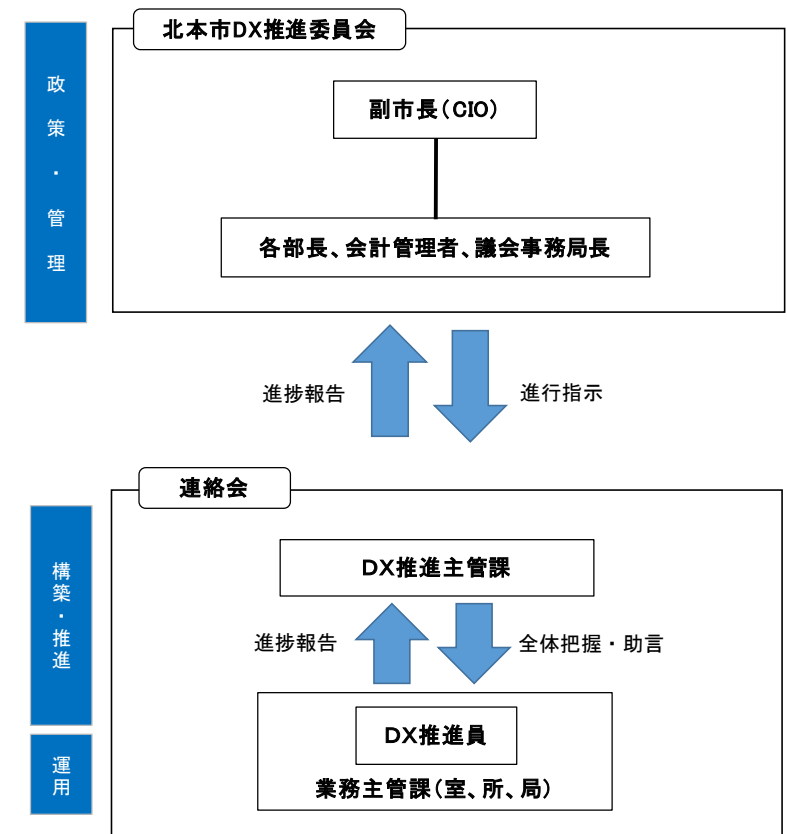 北本市DX推進委員会
政策・管理
副市長（CIO）
各部長、会計管理者、議会事務局長
進捗報告
進行指示
連絡会
構築・推進
DX推進主管課
進捗報告
全体把握・助言
DX推進員
運用
業務主管課（室、所、局）